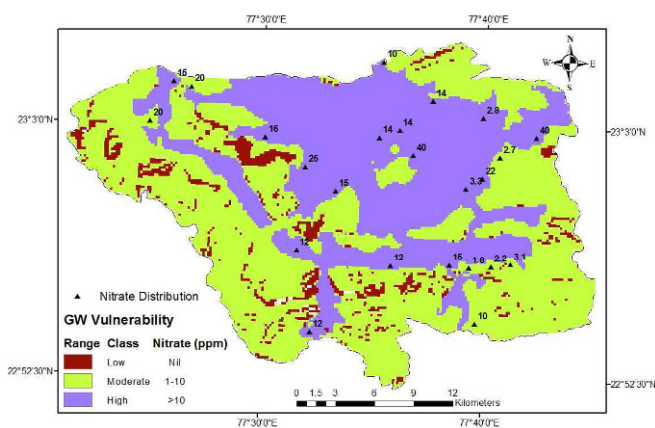 77°30'0"E
77°40'0"E
10
N
W
E
S
15
20
14
2.8
23°3'0"N
20
16
14
14
40
23°3'0"N
40
2.7
25
22
15
3.3
12
12
16
1.6
2.2
3.1
▲ Nitrate Distribution
10
GW Vulnerability
12
Range Class Nitrate (ppm)
Low Nil
Moderate 1-10
High >10
22°52'30"N
22°52'30"N
0 1.5 3 6 9 12
Kilometers
77°30'0"E
77°40'0"E